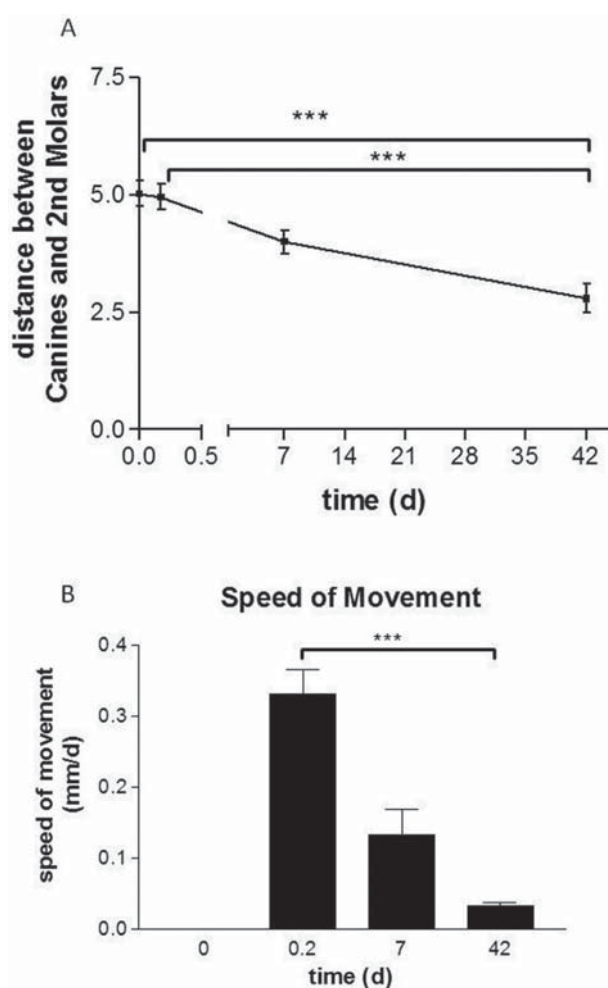 A
7.5
***
***
5.0
2.5
0.0
distance between
Canines and 2nd Molars
0.0 0.5 7 14 21 28 35 42
time (d)
B
Speed of Movement
0.4
***
0.3
0.2
0.1
0.0
speed of movement
(mm/d)
0 0.2 7 42
time (d)